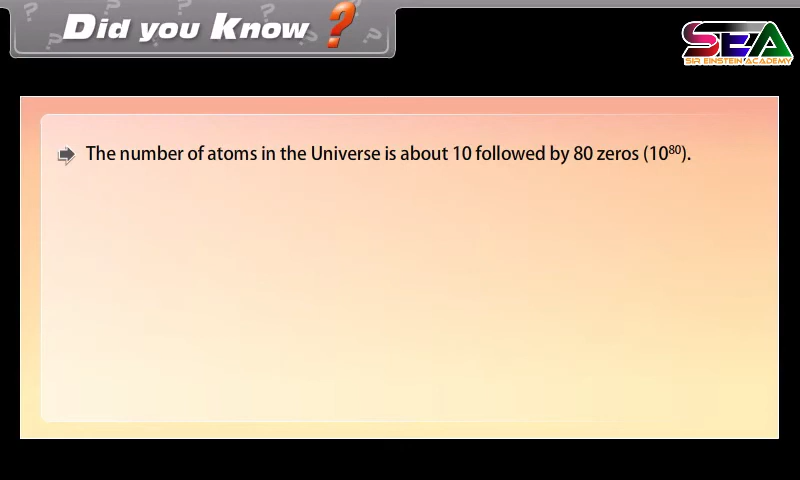 Did you Know ?
SEA
SIR EINSTEIN ACADEMY
The number of atoms in the Universe is about 10 followed by 80 zeros (10⁸⁰).